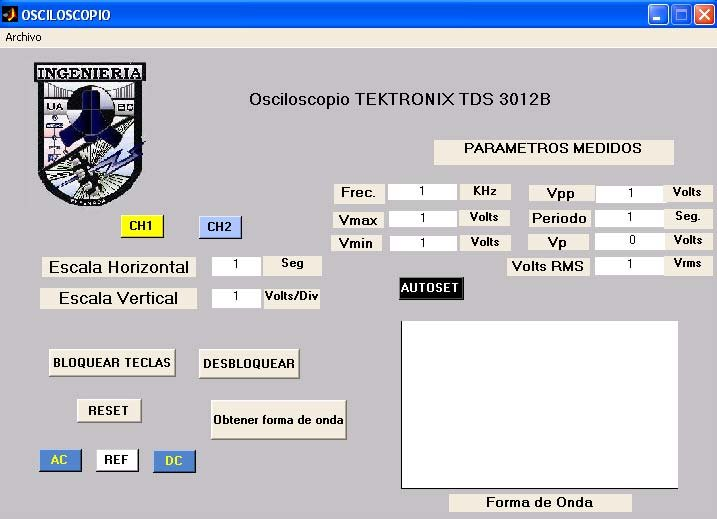 OSCILOSCOPIO
Archivo
INGENIERIA
UA BC
Osciloscopio TEKTRONIX TDS 3012B
PARAMETROS MEDIDOS
Frec. 1 KHz
Vpp 1 Volts
Vmax 1 Volts
Periodo 1 Seg.
Vmin 1 Volts
Vp 0 Volts
Volts RMS 1 Vrms
CH1 CH2
Escala Horizontal 1 Seg
Escala Vertical 1 Volts/Div
AUTOSET
BLOQUEAR TECLAS
DESBLOQUEAR
RESET
Obtener forma de onda
AC REF DC
Forma de Onda